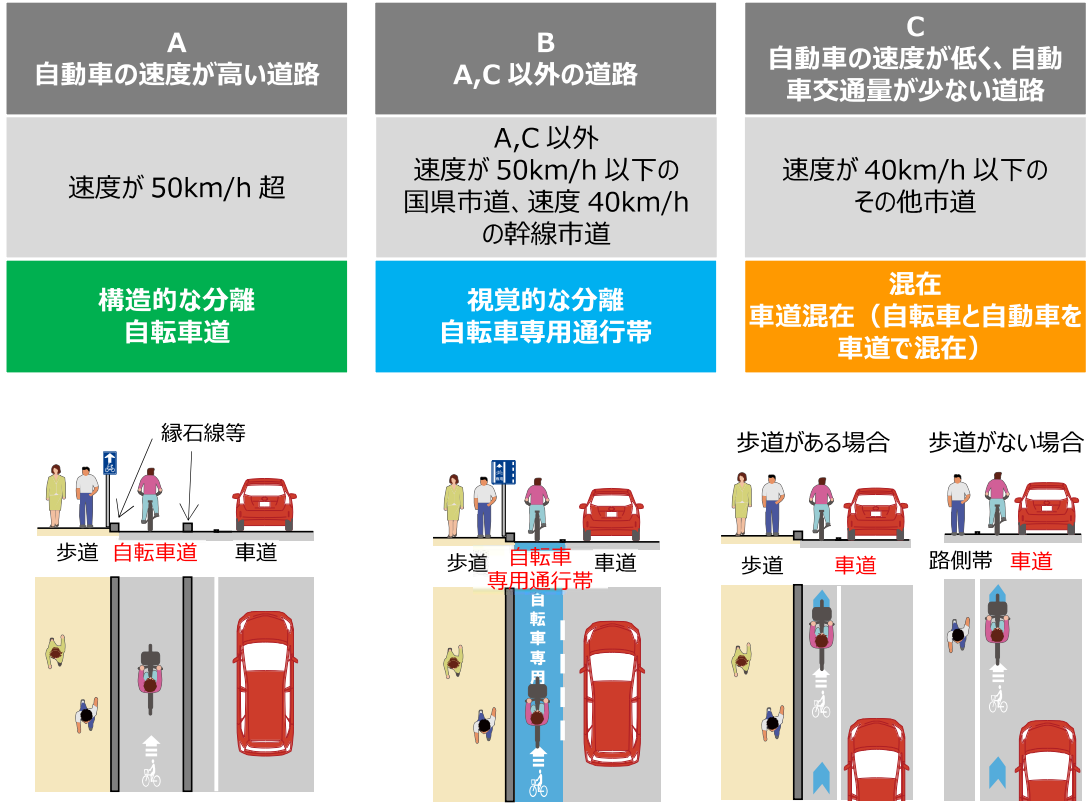 A
自動車の速度が高い道路
速度が 50km/h 超
構造的な分離
自転車道
B
A,C 以外の道路
A,C 以外
速度が 50km/h 以下の
国県市道、速度 40km/h
の幹線市道
視覚的な分離
自転車専用通行帯
C
自動車の速度が低く、自動
車交通量が少ない道路
速度が 40km/h 以下の
その他市道
混在
車道混在（自転車と自動車を
車道で混在）
縁石線等
歩道
自転車道
車道
歩道
自転車
専用通行帯
車道
自転車専用
歩道がある場合
歩道
車道
歩道がない場合
路側帯
車道